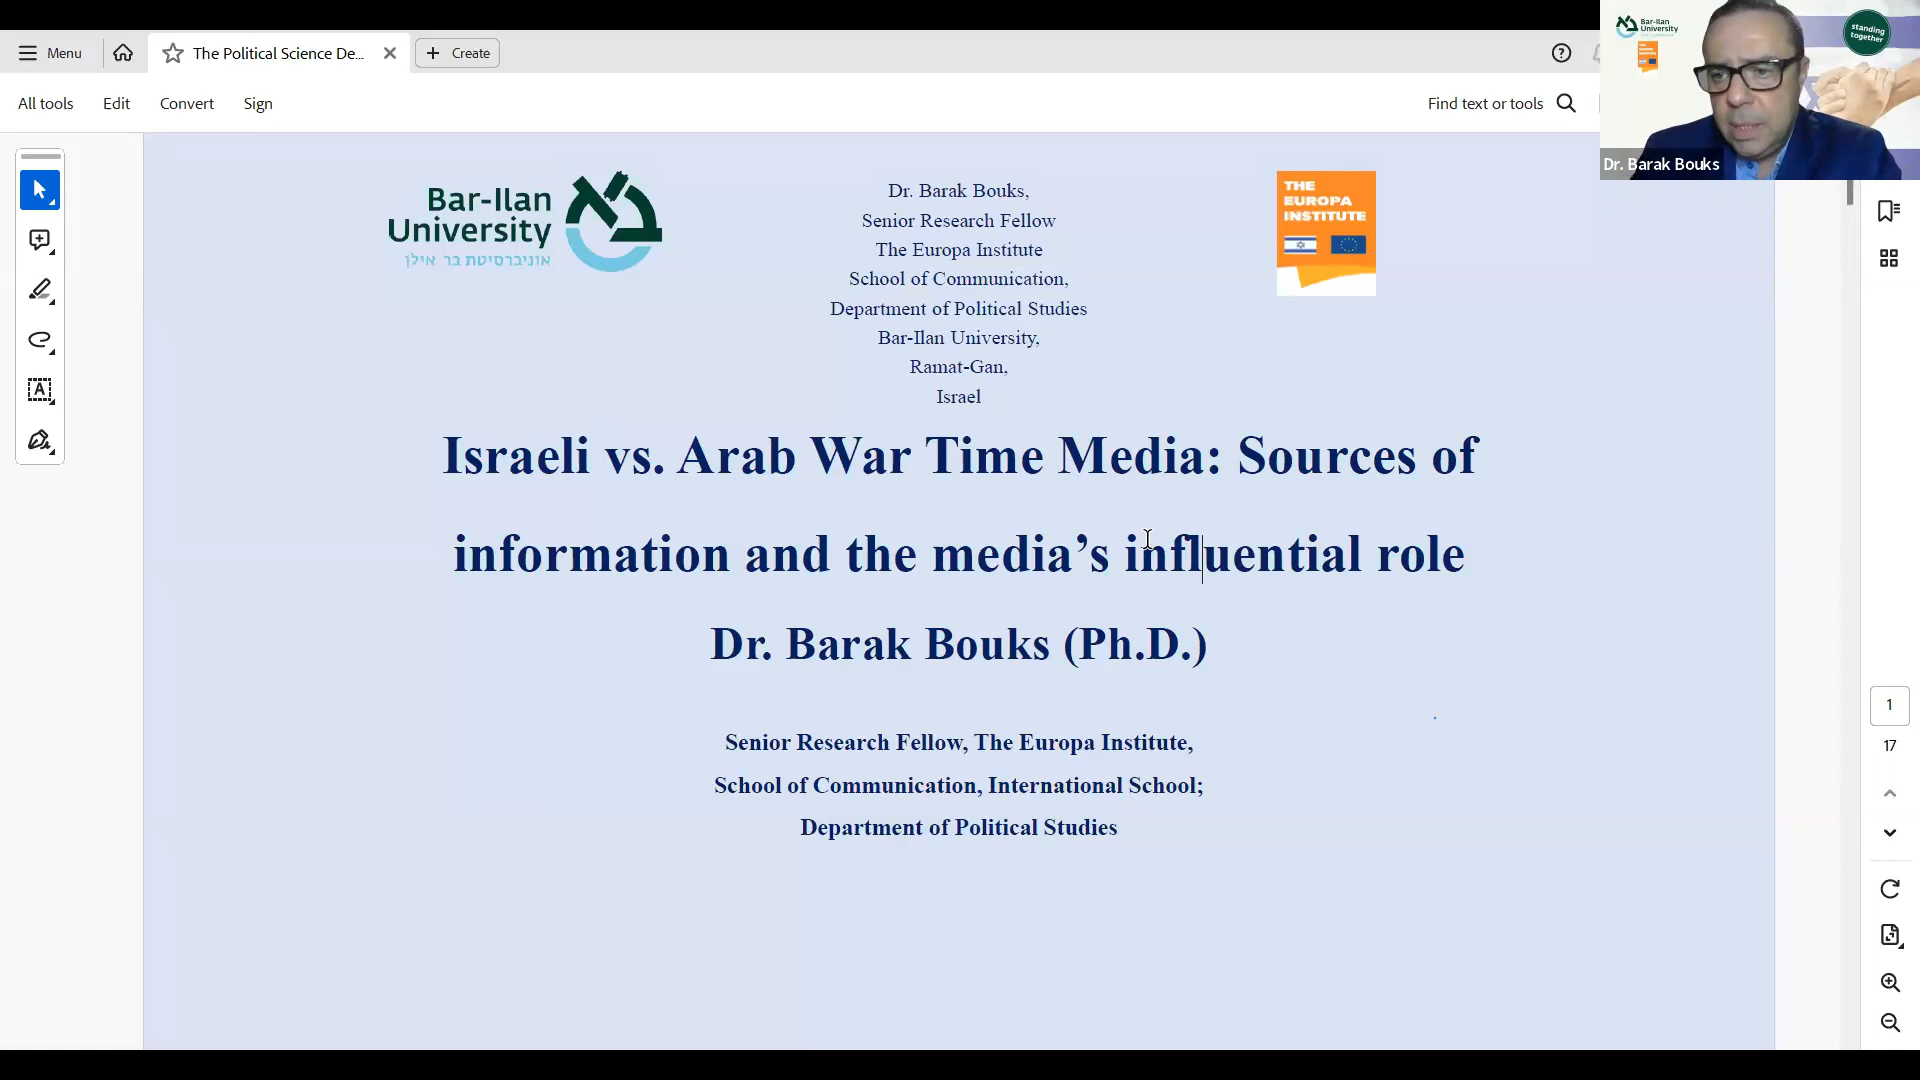 Menu
The Political Science De...
Create
All tools
Edit
Convert
Sign
Find text or tools
Bar-Ilan
University
standing
together
Dr. Barak Bouks
Bar-Ilan
University
אוניברסיטת בר אילן
Dr. Barak Bouks,
Senior Research Fellow
The Europa Institute
School of Communication,
Department of Political Studies
Bar-Ilan University,
Ramat-Gan,
Israel
THE
EUROPA
INSTITUTE
Israeli vs. Arab War Time Media: Sources of
information and the media’s influential role
Dr. Barak Bouks (Ph.D.)
Senior Research Fellow, The Europa Institute,
School of Communication, International School;
Department of Political Studies
1
17